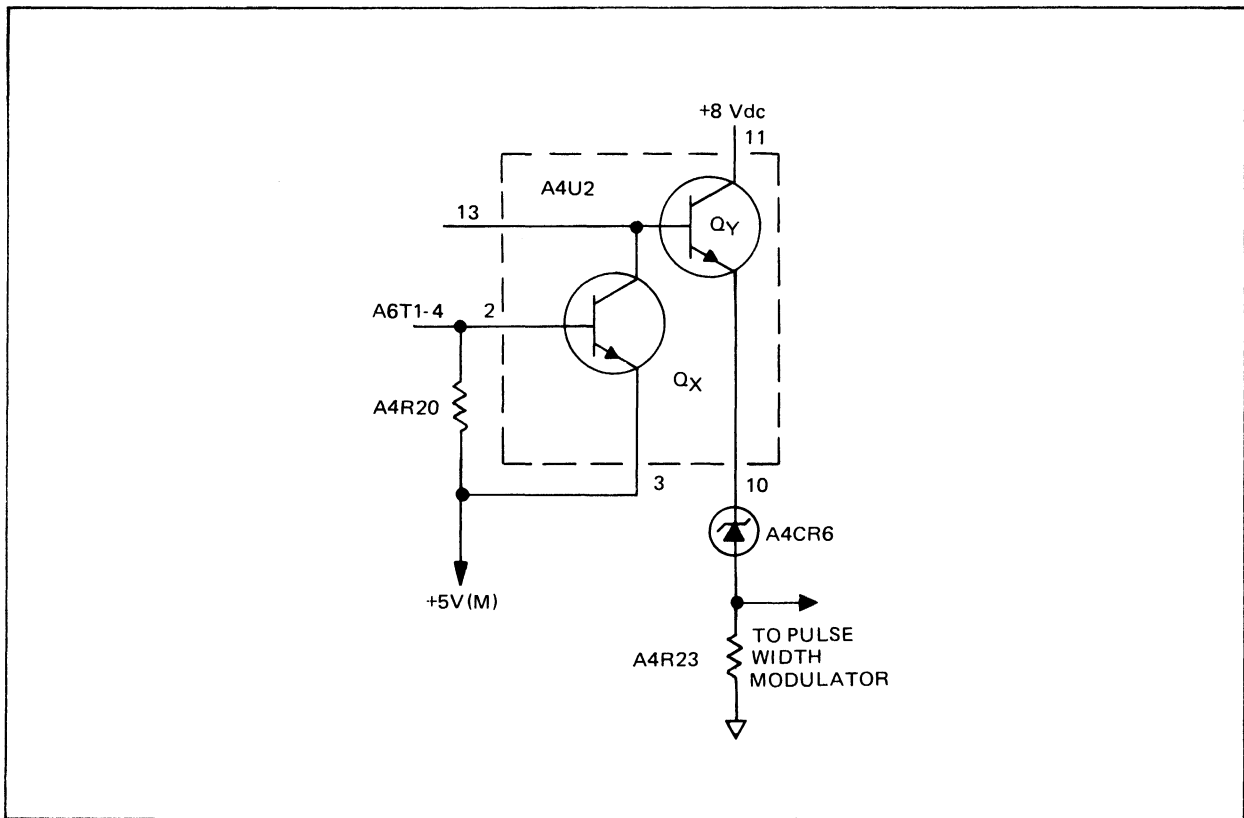 +8 Vdc
11
A4U2
13
QY
A6T1-4
2
QX
A4R20
3
10
A4CR6
+5V (M)
A4R23
TO PULSE
WIDTH
MODULATOR